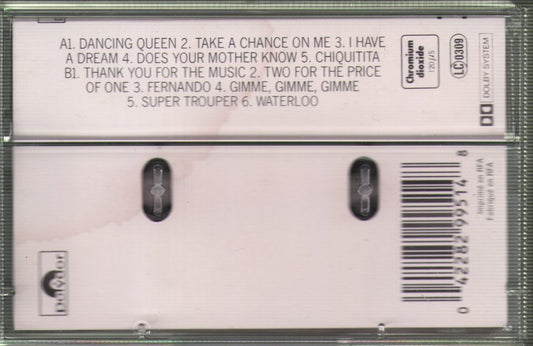 A1. DANCING QUEEN 2. TAKE A CHANCE ON ME 3. I HAVE
A DREAM 4. DOES YOUR MOTHER KNOW 5. CHIQUITITA
B1. THANK YOU FOR THE MUSIC 2. TWO FOR THE PRICE
OF ONE 3. FERNANDO 4. GIMME, GIMME, GIMME
5. SUPER TROUPER 6. WATERLOO
Chromium
dioxide
120 µS
LC 0309
DOLBY SYSTEM
polydor
0 42282 99514 8
Imprimé en RFA
Fabriqué en RFA